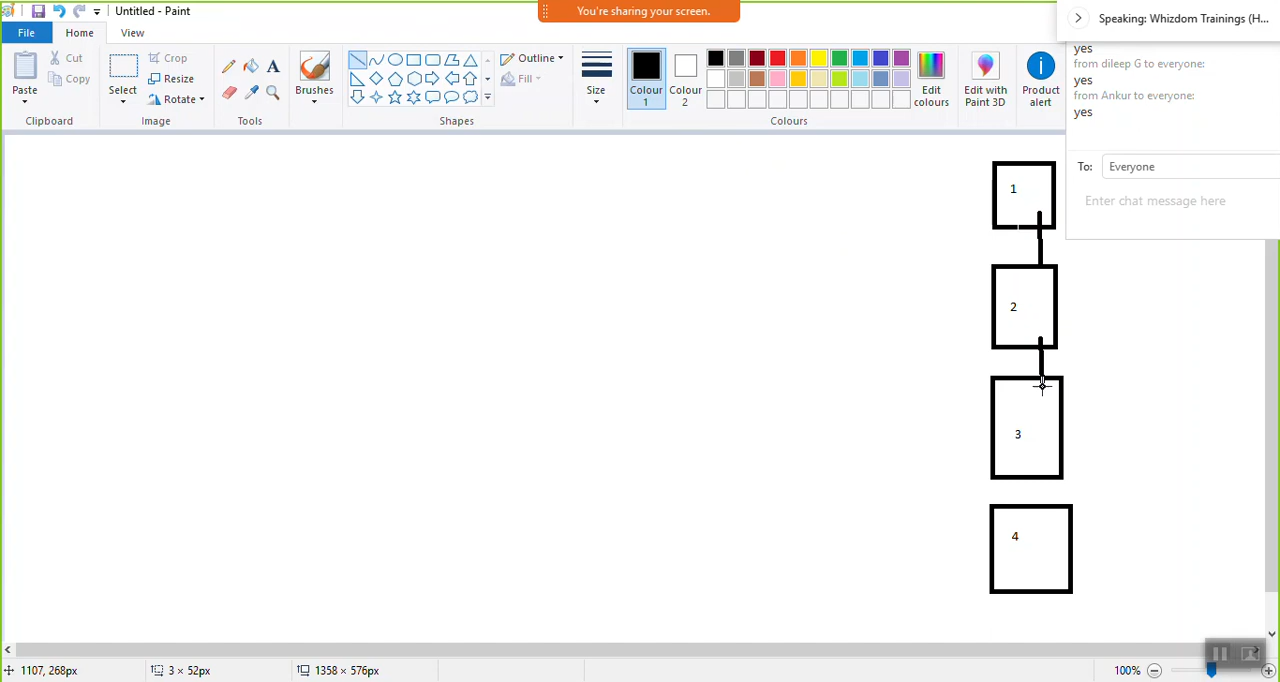 Untitled - Paint
You're sharing your screen.
Speaking: Whizdom Trainings (H...
File
Home
View
Paste
Cut
Copy
Clipboard
Select
Crop
Resize
Rotate
Image
A
Tools
Brushes
Outline
Fill
Shapes
Size
Colour 1
Colour 2
Edit colours
Colours
Edit with Paint 3D
Product alert
yes
from dileep G to everyone:
yes
from Ankur to everyone:
yes
To: Everyone
Enter chat message here
1
2
3
4
1107, 268px
3 × 52px
1358 × 576px
100%